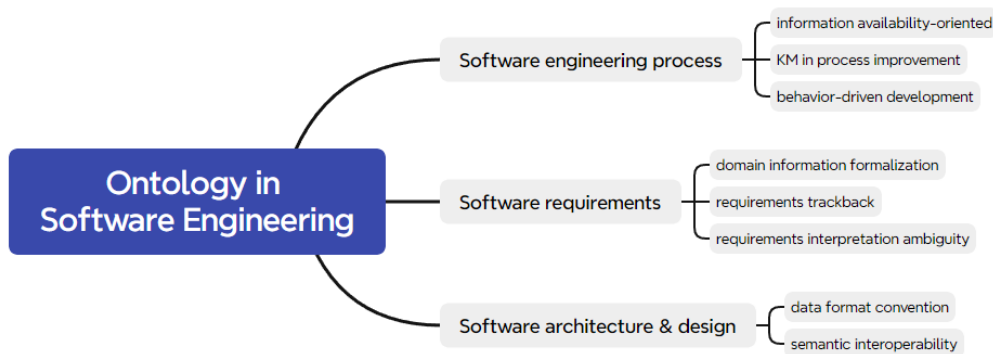 Ontology in
Software Engineering
Software engineering process
information availability-oriented
KM in process improvement
behavior-driven development
Software requirements
domain information formalization
requirements trackback
requirements interpretation ambiguity
Software architecture & design
data format convention
semantic interoperability